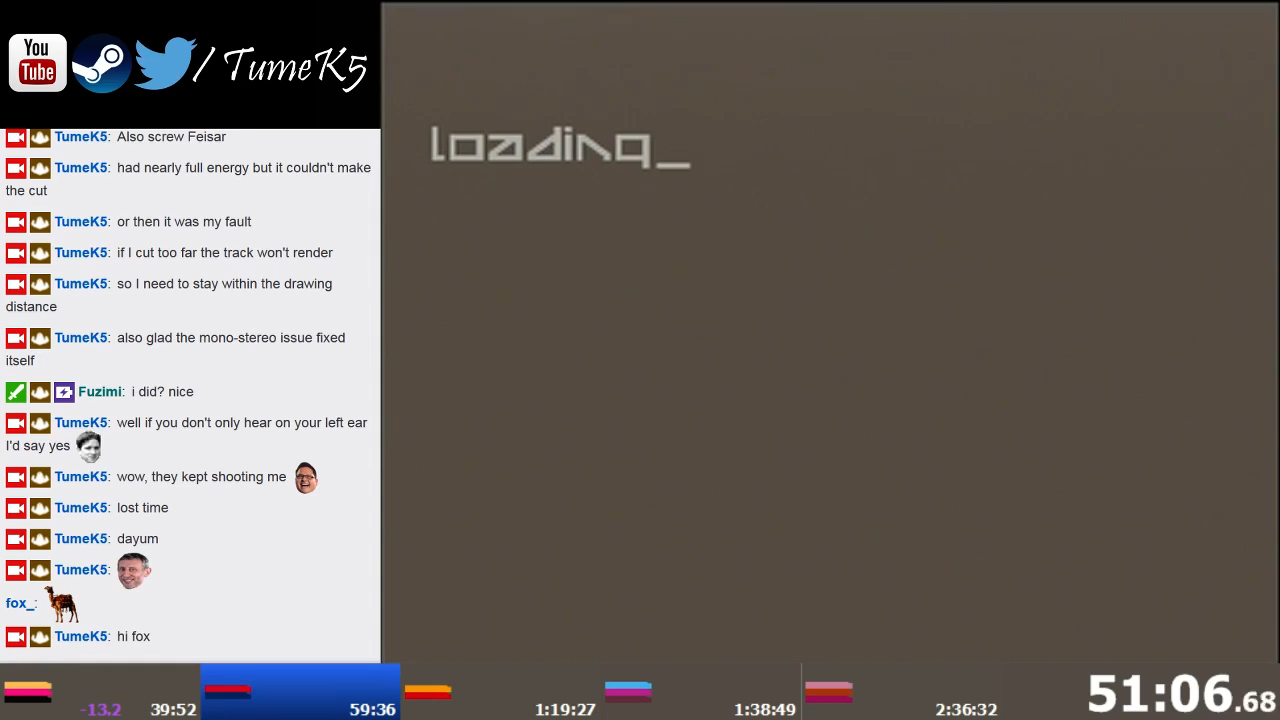 You
Tube
/ TumeK5
TumeK5: Also screw Feisar
TumeK5: had nearly full energy but it couldn't make
the cut
TumeK5: or then it was my fault
TumeK5: if I cut too far the track won't render
TumeK5: so I need to stay within the drawing
distance
TumeK5: also glad the mono-stereo issue fixed
itself
Fuzimi: i did? nice
TumeK5: well if you don't only hear on your left ear
I'd say yes
TumeK5: wow, they kept shooting me
TumeK5: lost time
TumeK5: dayum
TumeK5:
fox_:
TumeK5: hi fox
loading_
-13.2 39:52
59:36
1:19:27
1:38:49
2:36:32
51:06.68